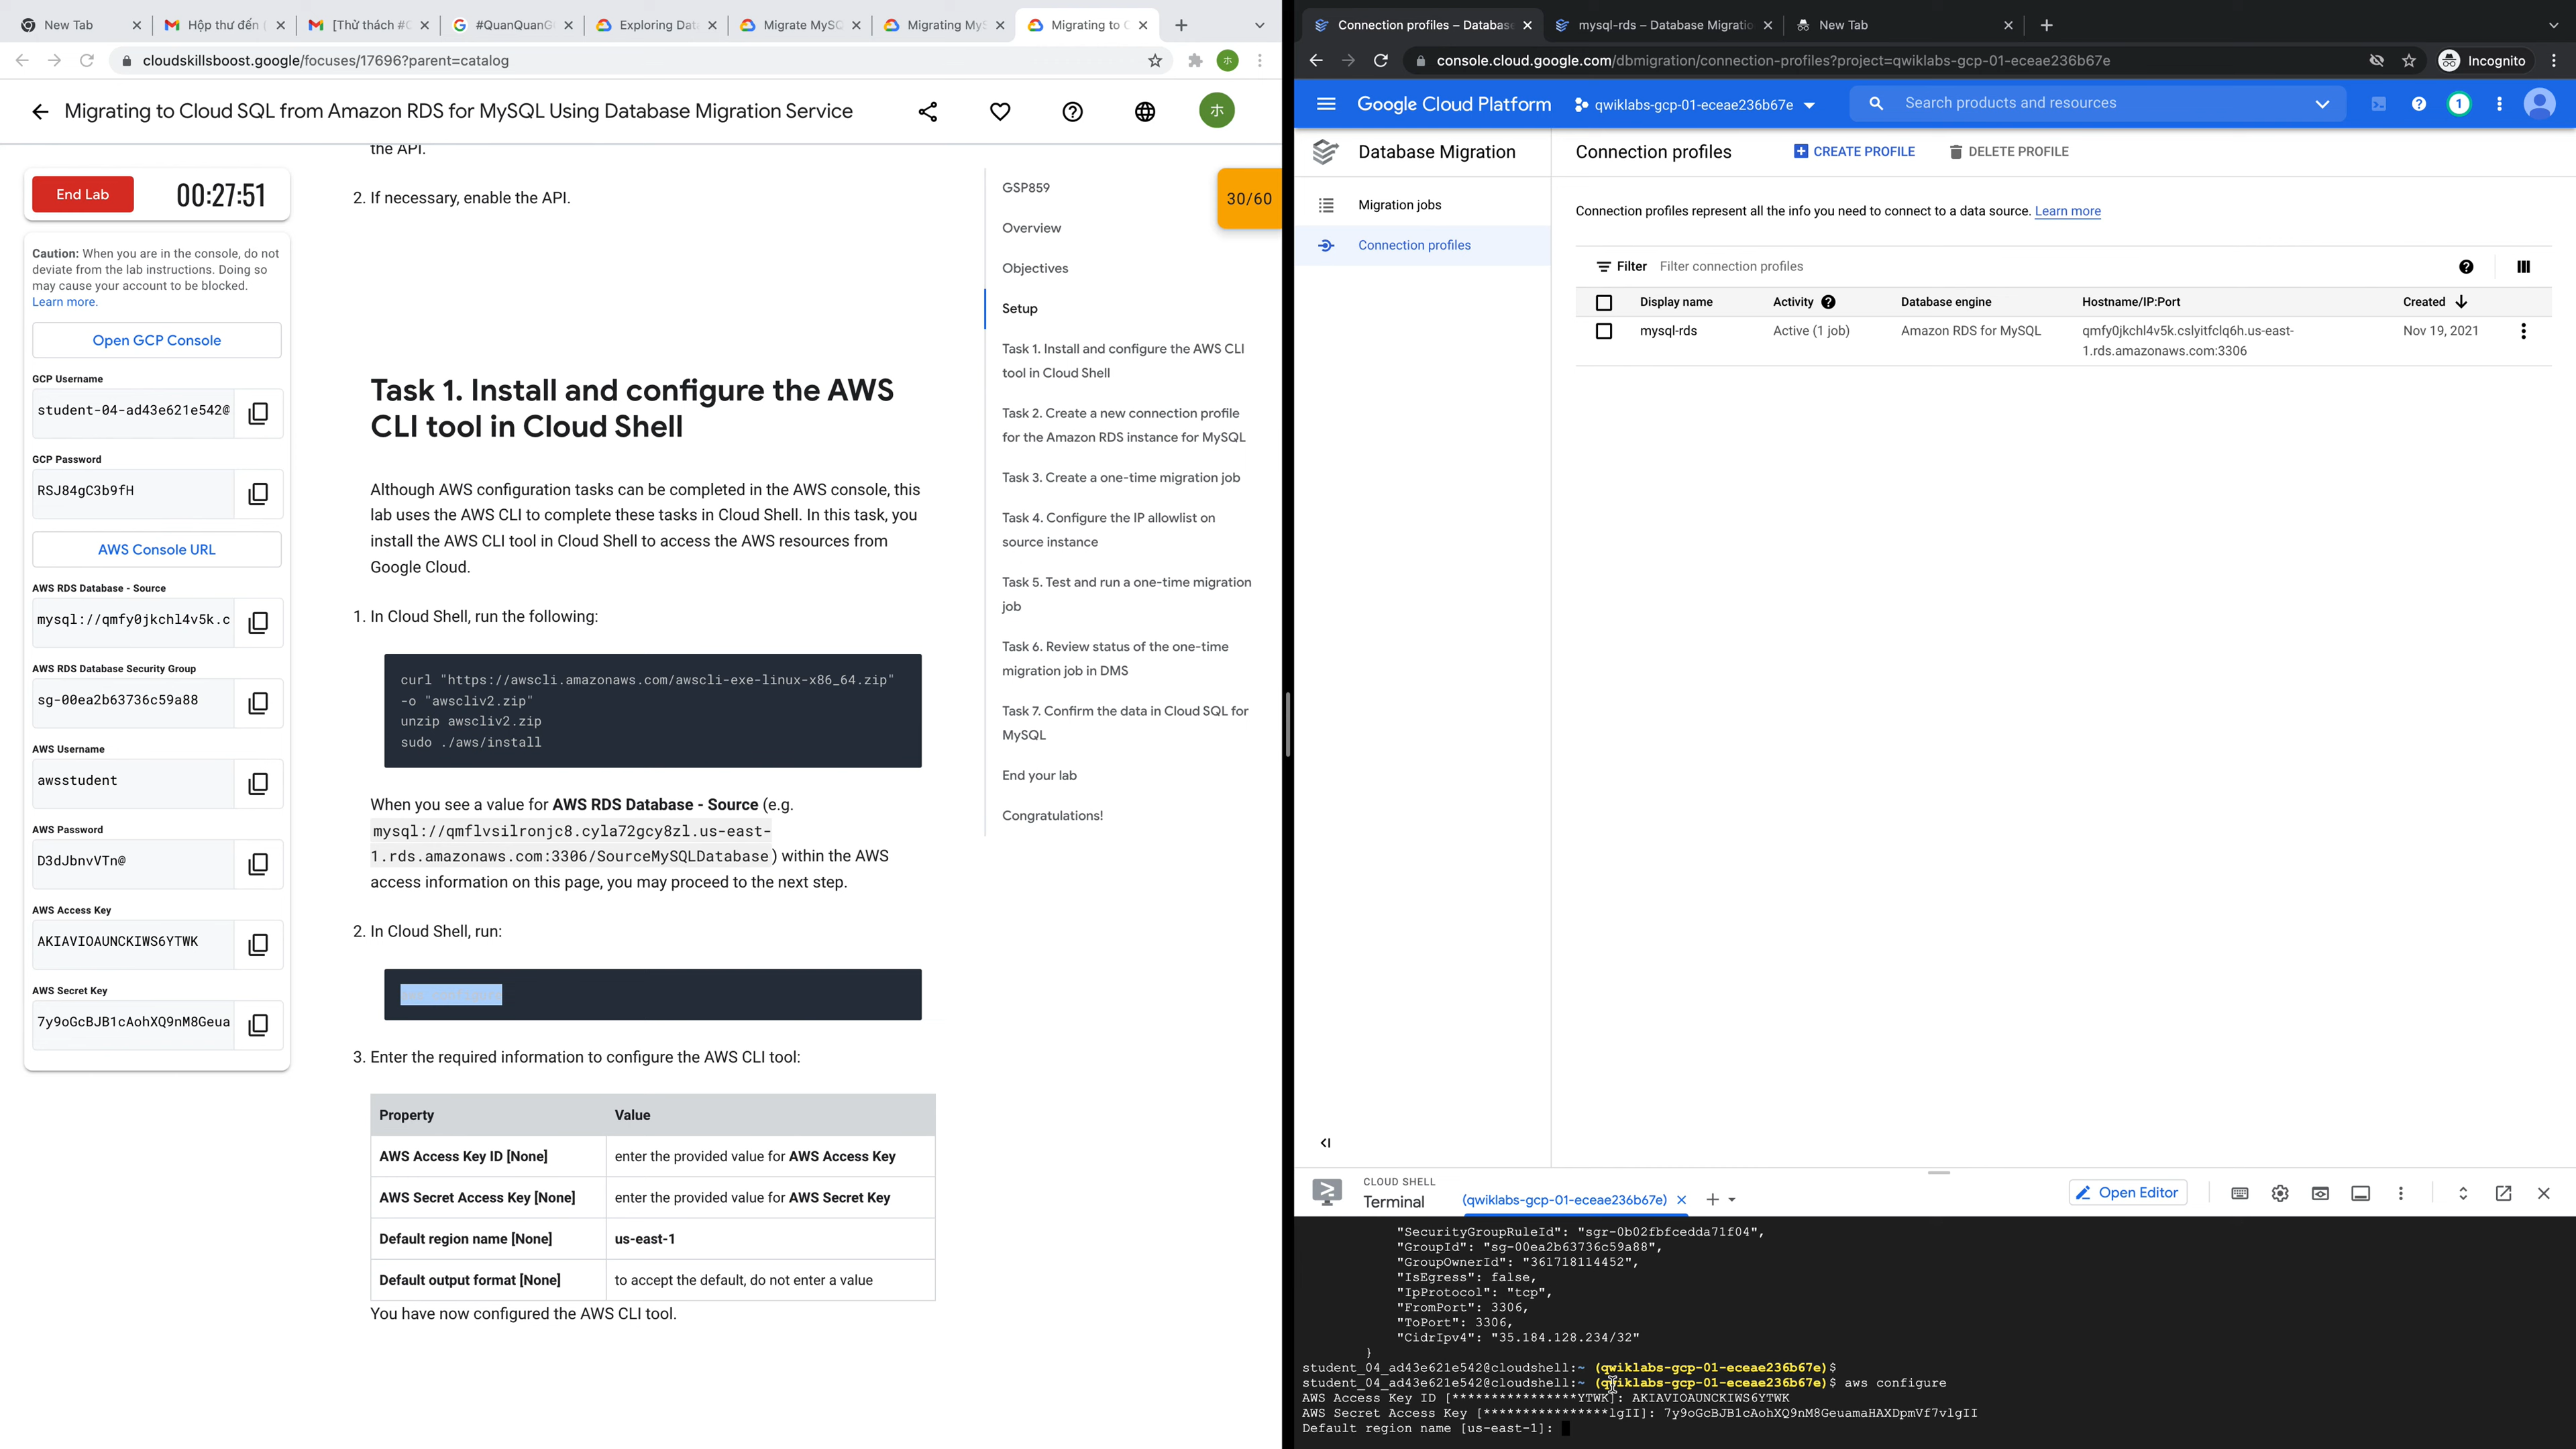 New Tab
Hộp thư đến (
[Thử thách #C
#QuanQuanG
Exploring Dat
Migrate MySQ
Migrating MyS
Migrating to C
cloudskillsboost.google/focuses/17696?parent=catalog
Migrating to Cloud SQL from Amazon RDS for MySQL Using Database Migration Service
ホ
End Lab
00:27:51
Caution: When you are in the console, do not
deviate from the lab instructions. Doing so
may cause your account to be blocked.
Learn more.
Open GCP Console
GCP Username
student-04-ad43e621e542@
GCP Password
RSJ84gC3b9fH
AWS Console URL
AWS RDS Database - Source
mysql://qmfy0jkchl4v5k.c
AWS RDS Database Security Group
sg-00ea2b63736c59a88
AWS Username
awsstudent
AWS Password
D3dJbnvVTn@
AWS Access Key
AKIAVIOAUNCKIWS6YTWK
AWS Secret Key
7y9oGcBJB1cAohXQ9nM8Geua
the API.
2. If necessary, enable the API.
Task 1. Install and configure the AWS
CLI tool in Cloud Shell
Although AWS configuration tasks can be completed in the AWS console, this
lab uses the AWS CLI to complete these tasks in Cloud Shell. In this task, you
install the AWS CLI tool in Cloud Shell to access the AWS resources from
Google Cloud.
1. In Cloud Shell, run the following:
curl "https://awscli.amazonaws.com/awscli-exe-linux-x86_64.zip"
-o "awscliv2.zip"
unzip awscliv2.zip
sudo ./aws/install
When you see a value for AWS RDS Database - Source (e.g.
mysql://qmflvsilronjc8.cyla72gcy8zl.us-east-
1.rds.amazonaws.com:3306/SourceMySQLDatabase) within the AWS
access information on this page, you may proceed to the next step.
2. In Cloud Shell, run:
3. Enter the required information to configure the AWS CLI tool:
Property Value
AWS Access Key ID [None] enter the provided value for AWS Access Key
AWS Secret Access Key [None] enter the provided value for AWS Secret Key
Default region name [None] us-east-1
Default output format [None] to accept the default, do not enter a value
You have now configured the AWS CLI tool.
30/60
GSP859
Overview
Objectives
Setup
Task 1. Install and configure the AWS CLI
tool in Cloud Shell
Task 2. Create a new connection profile
for the Amazon RDS instance for MySQL
Task 3. Create a one-time migration job
Task 4. Configure the IP allowlist on
source instance
Task 5. Test and run a one-time migration
job
Task 6. Review status of the one-time
migration job in DMS
Task 7. Confirm the data in Cloud SQL for
MySQL
End your lab
Congratulations!
Connection profiles – Database
mysql-rds – Database Migratio
New Tab
console.cloud.google.com/dbmigration/connection-profiles?project=qwiklabs-gcp-01-eceae236b67e
Incognito
Google Cloud Platform
qwiklabs-gcp-01-eceae236b67e
Search products and resources
1
Database Migration
Connection profiles
CREATE PROFILE
DELETE PROFILE
Migration jobs
Connection profiles
Connection profiles represent all the info you need to connect to a data source. Learn more
Filter Filter connection profiles
Display name Activity Database engine Hostname/IP:Port Created
mysql-rds Active (1 job) Amazon RDS for MySQL qmfy0jkchl4v5k.cslyitfclq6h.us-east- Nov 19, 2021
1.rds.amazonaws.com:3306
CLOUD SHELL
Terminal
(qwiklabs-gcp-01-eceae236b67e)
Open Editor
"SecurityGroupRuleId": "sgr-0b02fbfcedda71f04",
"GroupId": "sg-00ea2b63736c59a88",
"GroupOwnerId": "361718114452",
"IsEgress": false,
"IpProtocol": "tcp",
"FromPort": 3306,
"ToPort": 3306,
"CidrIpv4": "35.184.128.234/32"
}
student_04_ad43e621e542@cloudshell:~ (qwiklabs-gcp-01-eceae236b67e)$
student_04_ad43e621e542@cloudshell:~ (qwiklabs-gcp-01-eceae236b67e)$ aws configure
AWS Access Key ID [****************YTWK]: AKIAVIOAUNCKIWS6YTWK
AWS Secret Access Key [****************lgII]: 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
Default region name [us-east-1]: